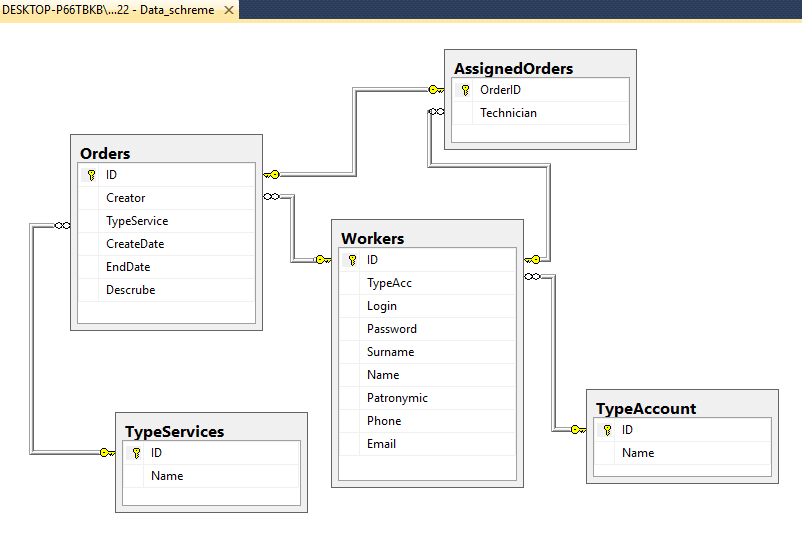 DESKTOP-P66TBKB\...22 - Data_schreme
AssignedOrders
OrderID
Technician
Orders
ID
Creator
TypeService
CreateDate
EndDate
Descrube
Workers
ID
TypeAcc
Login
Password
Surname
Name
Patronymic
Phone
Email
TypeServices
ID
Name
TypeAccount
ID
Name